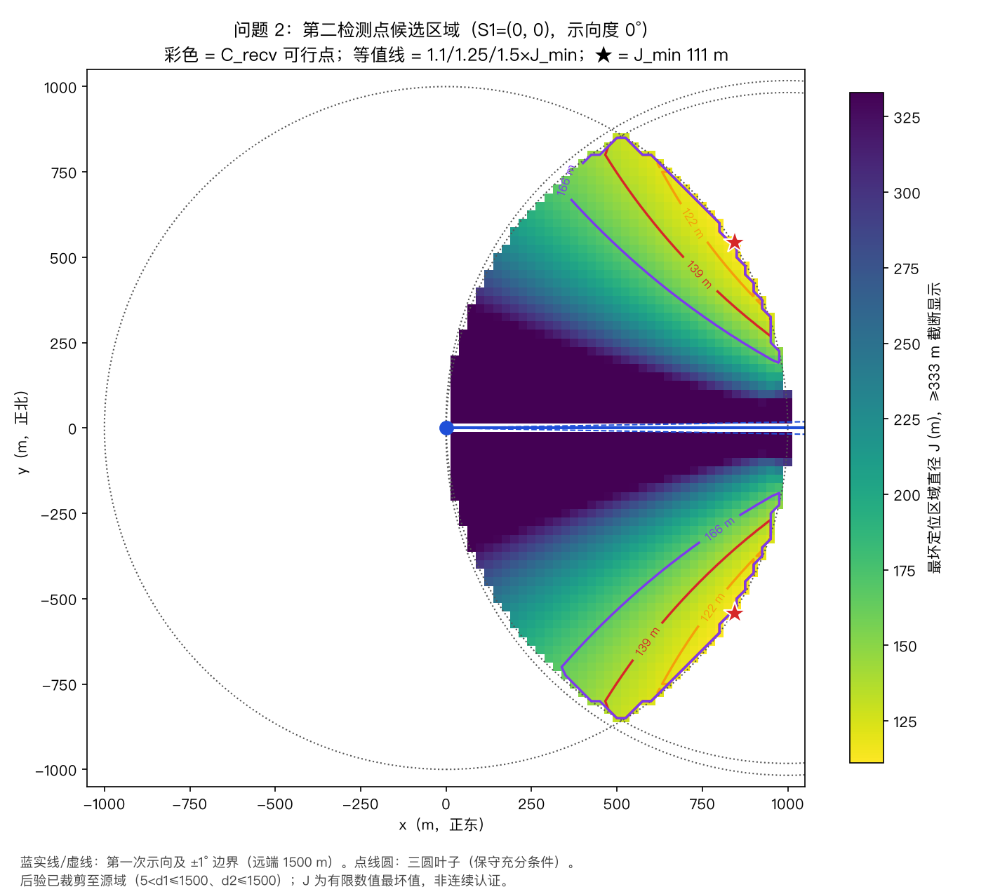 问题 2：第二检测点候选区域（S1=(0, 0)，示向度 0°）
彩色 = C_recv 可行点；等值线 = 1.1/1.25/1.5×J_min；★ = J_min 111 m
1000
750
500
250
0
−250
−500
−750
−1000
y（m，正北）
−1000
−750
−500
−250
0
250
500
750
1000
x（m，正东）
166 m
122 m
139 m
166 m
122 m
139 m
325
300
275
250
225
200
175
150
125
最坏定位区域直径 J (m)，≥333 m 截断显示
蓝实线/虚线：第一次示向及 ±1° 边界（远端 1500 m）。点线圆：三圆叶子（保守充分条件）。
后验已裁剪至源域（5<d1≤1500、d2≤1500）；J 为有限数值最坏值，非连续认证。